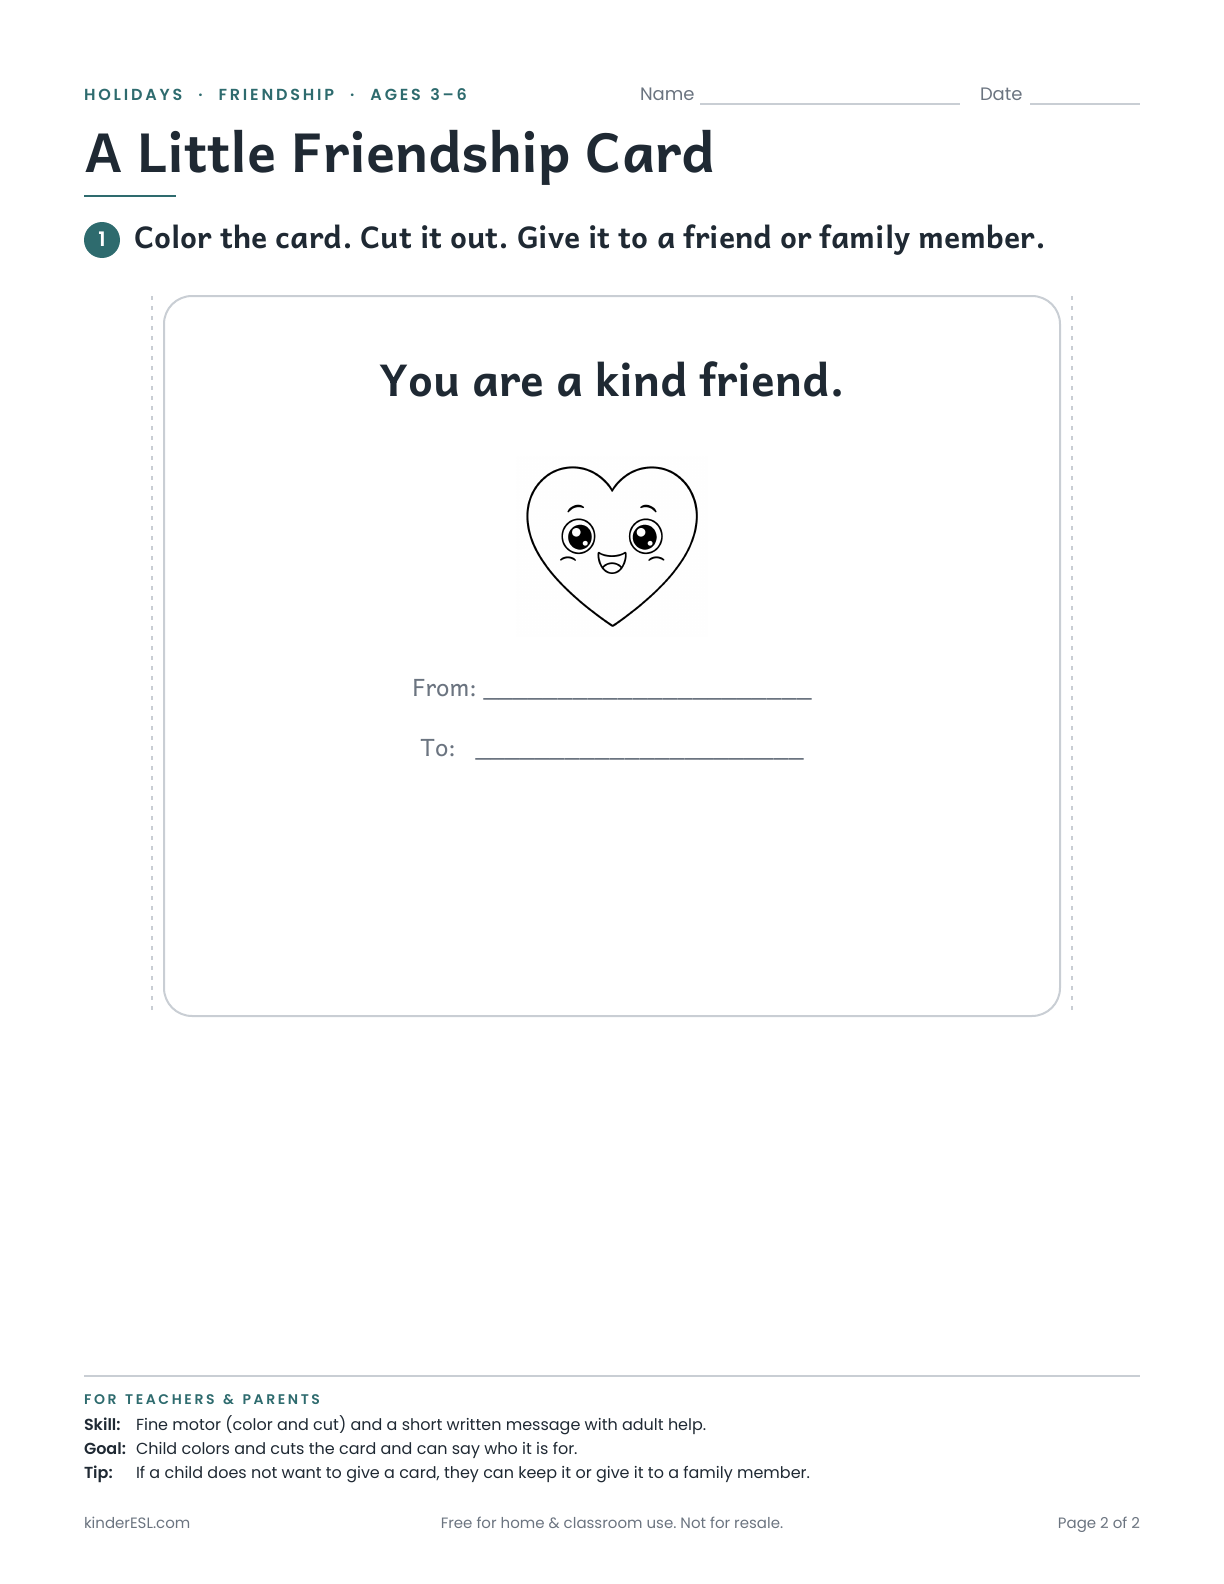 HOLIDAYS · FRIENDSHIP · AGES 3–6 Name ____ Date ____
A Little Friendship Card
1 Color the card. Cut it out. Give it to a friend or family member.
You are a kind friend.
From: ______________________
To: ______________________
FOR TEACHERS & PARENTS
Skill: Fine motor (color and cut) and a short written message with adult help.
Goal: Child colors and cuts the card and can say who it is for.
Tip: If a child does not want to give a card, they can keep it or give it to a family member.
kinderESL.com Free for home & classroom use. Not for resale. Page 2 of 2